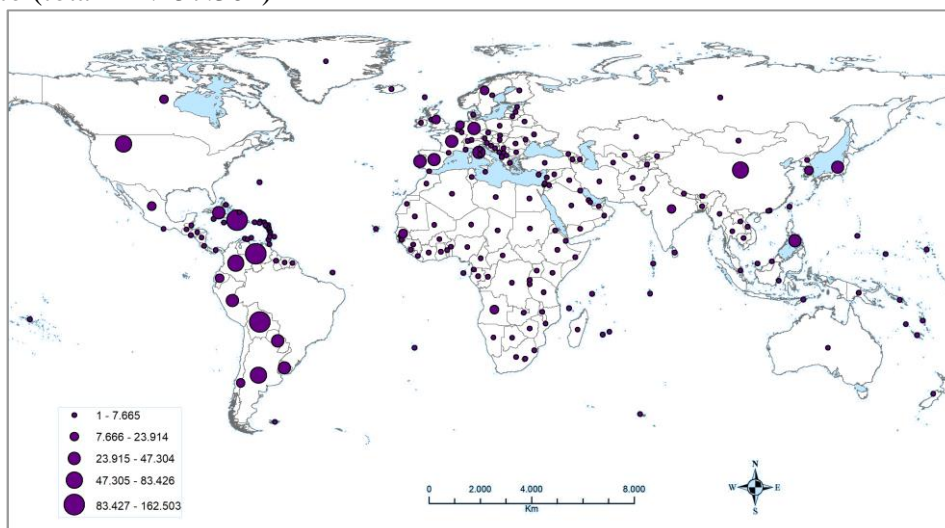 1 - 7.665
7.666 - 23.914
23.915 - 47.304
47.305 - 83.426
83.427 - 162.503
0 2.000 4.000 8.000
Km
N
W E
S